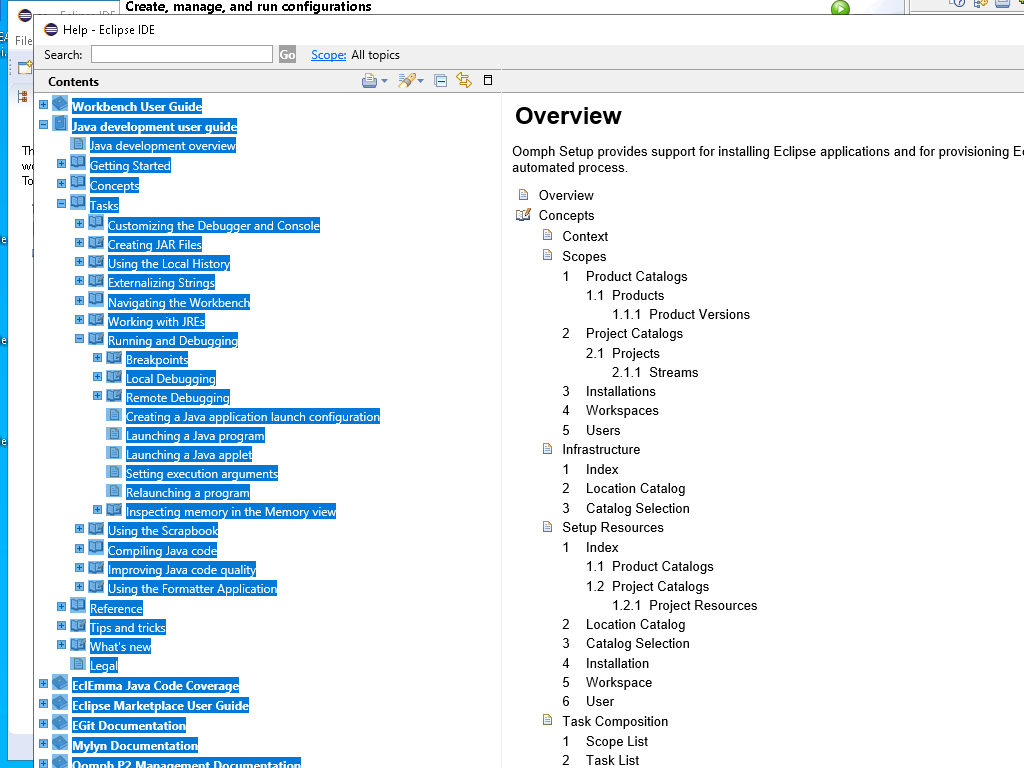 Create, manage, and run configurations
Help - Eclipse IDE
File
Search:
Go
Scope: All topics
Contents
Workbench User Guide
Java development user guide
Java development overview
Getting Started
Concepts
Tasks
Customizing the Debugger and Console
Creating JAR Files
Using the Local History
Externalizing Strings
Navigating the Workbench
Working with JREs
Running and Debugging
Breakpoints
Local Debugging
Remote Debugging
Creating a Java application launch configuration
Launching a Java program
Launching a Java applet
Setting execution arguments
Relaunching a program
Inspecting memory in the Memory view
Using the Scrapbook
Compiling Java code
Improving Java code quality
Using the Formatter Application
Reference
Tips and tricks
What's new
Legal
EclEmma Java Code Coverage
Eclipse Marketplace User Guide
EGit Documentation
Mylyn Documentation
Oomph P2 Management Documentation
Overview
Oomph Setup provides support for installing Eclipse applications and for provisioning
automated process.
Overview
Concepts
Context
Scopes
1 Product Catalogs
1.1 Products
1.1.1 Product Versions
2 Project Catalogs
2.1 Projects
2.1.1 Streams
3 Installations
4 Workspaces
5 Users
Infrastructure
1 Index
2 Location Catalog
3 Catalog Selection
Setup Resources
1 Index
1.1 Product Catalogs
1.2 Project Catalogs
1.2.1 Project Resources
2 Location Catalog
3 Catalog Selection
4 Installation
5 Workspace
6 User
Task Composition
1 Scope List
2 Task List